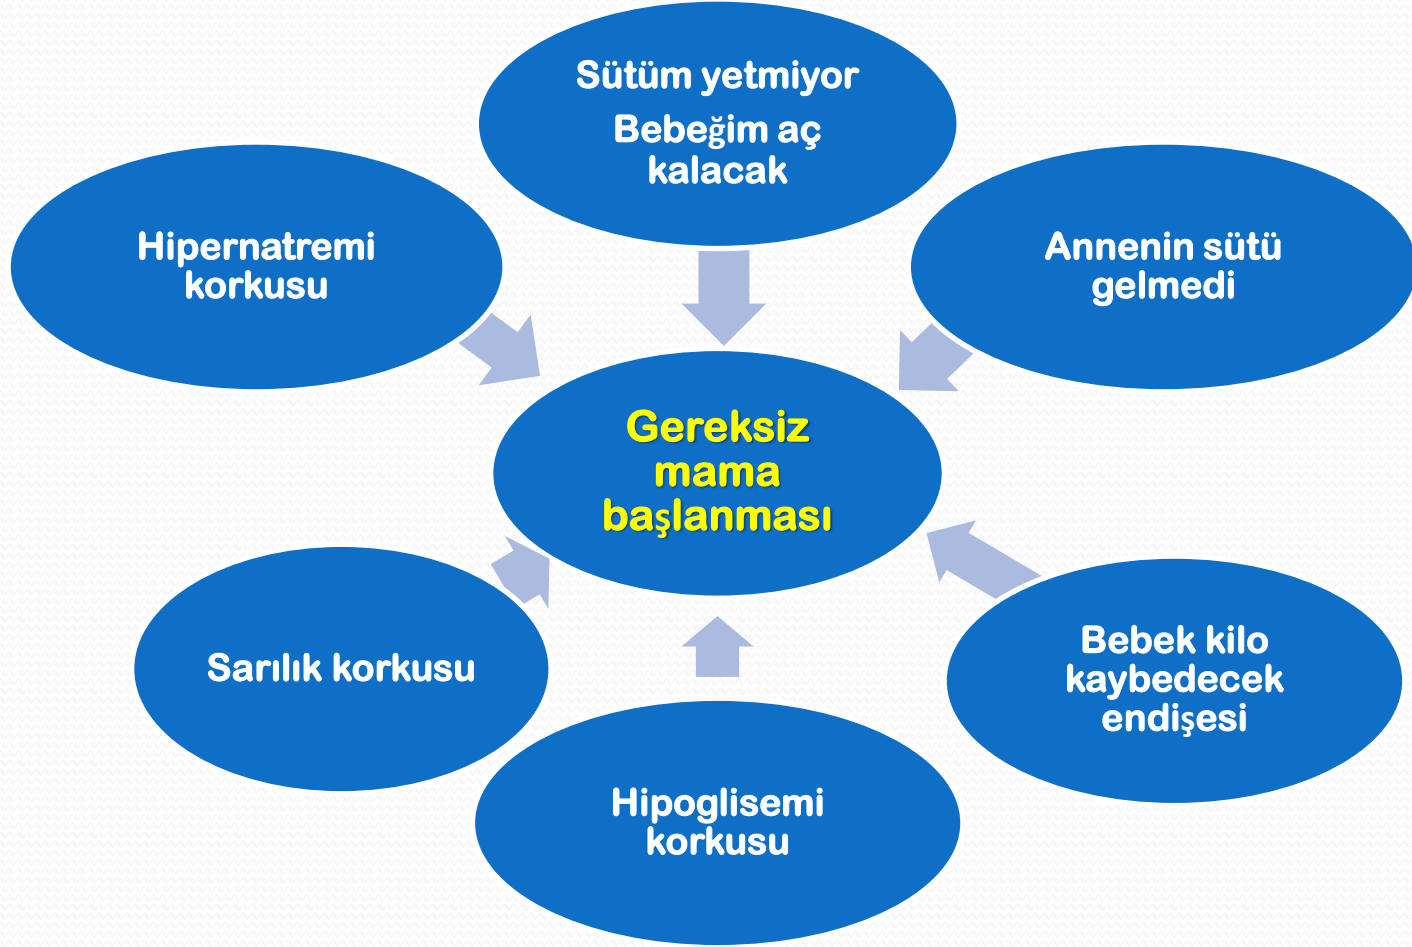 Sütüm yetmiyor
Bebeğim aç
kalacak
Hipernatremi
korkusu
Annenin sütü
gelmedi
Gereksiz
mama
başlanması
Sarılık korkusu
Bebek kilo
kaybedecek
endişesi
Hipoglisemi
korkusu